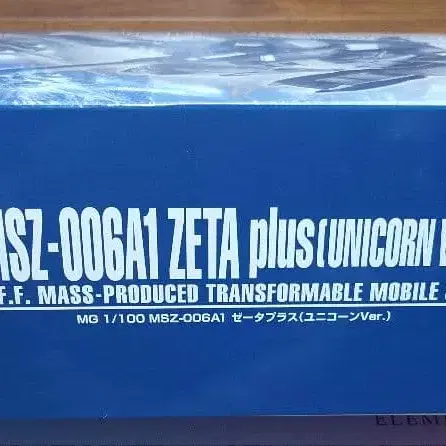 MSZ-006A1 ZETA plus(UNICORN
F.F. MASS-PRODUCED TRANSFORMABLE MOBILE
MG 1/100 MSZ-006A1 ゼータプラス(ユニコーンVer.)
ELEM